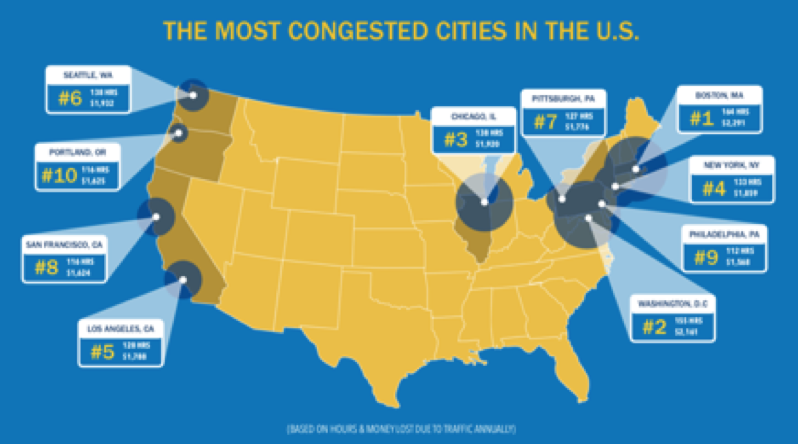 THE MOST CONGESTED CITIES IN THE U.S.
SEATTLE, WA
#6 138 HRS
$1,932
PORTLAND, OR
#10 116 HRS
$1,625
SAN FRANCISCO, CA
#8 116 HRS
$1,624
LOS ANGELES, CA
#5 128 HRS
$1,788
CHICAGO, IL
#3 138 HRS
$1,920
PITTSBURGH, PA
#7 127 HRS
$1,776
BOSTON, MA
#1 164 HRS
$2,291
NEW YORK, NY
#4 133 HRS
$1,859
PHILADELPHIA, PA
#9 112 HRS
$1,568
WASHINGTON, D.C
#2 155 HRS
$2,161
(BASED ON HOURS & MONEY LOST DUE TO TRAFFIC ANNUALLY)